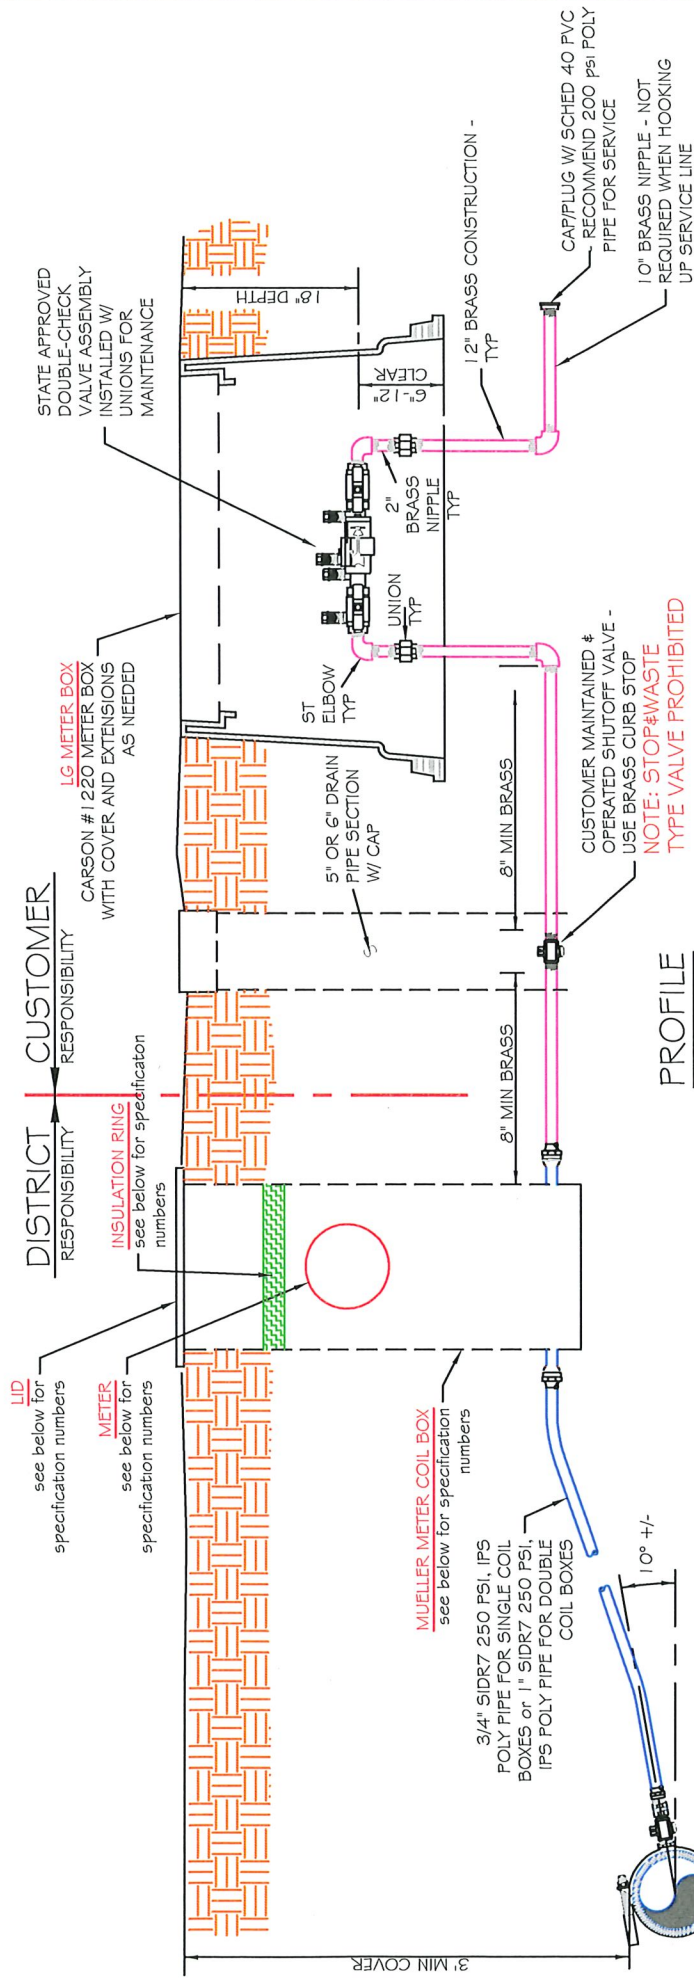 DISTRICT
RESPONSIBILITY
CUSTOMER
RESPONSIBILITY
LID
see below for
specification numbers
METER
see below for
specification numbers
INSULATION RING
see below for specificaton
numbers
MUELLER METER COIL BOX
see below for specification
numbers
3/4" SIDR7 250 PSI, IPS
POLY PIPE FOR SINGLE COIL
BOXES or 1" SIDR7 250 PSI,
IPS POLY PIPE FOR DOUBLE
COIL BOXES
10° +/-
3' MIN COVER
LG METER BOX
CARSON #1220 METER BOX
WITH COVER AND EXTENSIONS
AS NEEDED
STATE APPROVED
DOUBLE-CHECK
VALVE ASSEMBLY
INSTALLED W/
UNIONS FOR
MAINTENANCE
18" DEPTH
6"-12"
CLEAR
5" OR 6" DRAIN
PIPE SECTION
W/ CAP
ST
ELBOW
TYP
UNION
TYP
2"
BRASS
NIPPLE
TYP
12" BRASS CONSTRUCTION -
TYP
8" MIN BRASS
8" MIN BRASS
CAP/PLUG W/ SCHED 40 PVC
- RECOMMEND 200 psi POLY
PIPE FOR SERVICE
10" BRASS NIPPLE - NOT
REQUIRED WHEN HOOKING
UP SERVICE LINE
CUSTOMER MAINTAINED &
OPERATED SHUTOFF VALVE -
USE BRASS CURB STOP
NOTE: STOP&WASTE
TYPE VALVE PROHIBITED
PROFILE